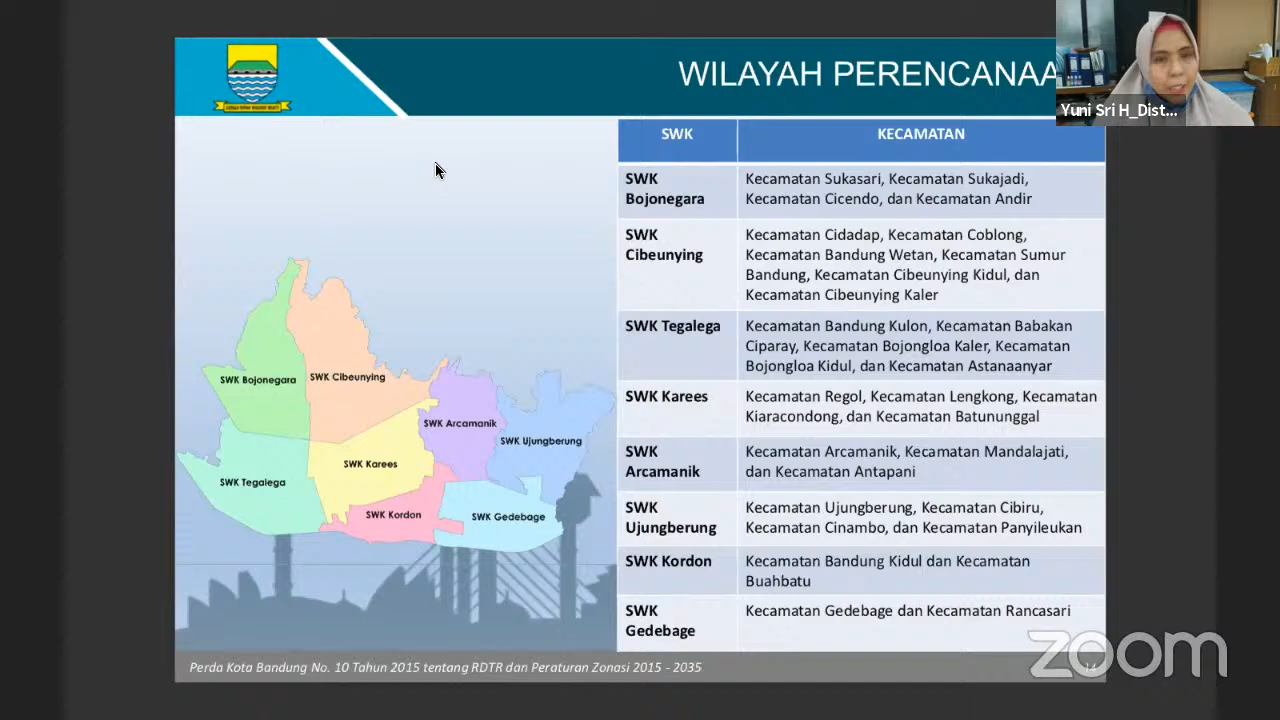 WILAYAH PERENCANAA
Yuni Sri H_Dist...
SWK
KECAMATAN
SWK
Bojonegara
Kecamatan Sukasari, Kecamatan Sukajadi,
Kecamatan Cicendo, dan Kecamatan Andir
SWK
Cibeunying
Kecamatan Cidadap, Kecamatan Coblong,
Kecamatan Bandung Wetan, Kecamatan Sumur
Bandung, Kecamatan Cibeunying Kidul, dan
Kecamatan Cibeunying Kaler
SWK Tegalega
Kecamatan Bandung Kulon, Kecamatan Babakan
Ciparay, Kecamatan Bojongloa Kaler, Kecamatan
Bojongloa Kidul, dan Kecamatan Astanaanyar
SWK Karees
Kecamatan Regol, Kecamatan Lengkong, Kecamatan
Kiaracondong, dan Kecamatan Batununggal
SWK
Arcamanik
Kecamatan Arcamanik, Kecamatan Mandalajati,
dan Kecamatan Antapani
SWK
Ujungberung
Kecamatan Ujungberung, Kecamatan Cibiru,
Kecamatan Cinambo, dan Kecamatan Panyileukan
SWK Kordon
Kecamatan Bandung Kidul dan Kecamatan
Buahbatu
SWK
Gedebage
Kecamatan Gedebage dan Kecamatan Rancasari
SWK Bojonegara
SWK Cibeunying
SWK Arcamanik
SWK Ujungberung
SWK Karees
SWK Tegalega
SWK Kordon
SWK Gedebage
Perda Kota Bandung No. 10 Tahun 2015 tentang RDTR dan Peraturan Zonasi 2015 - 2035
14
zoom